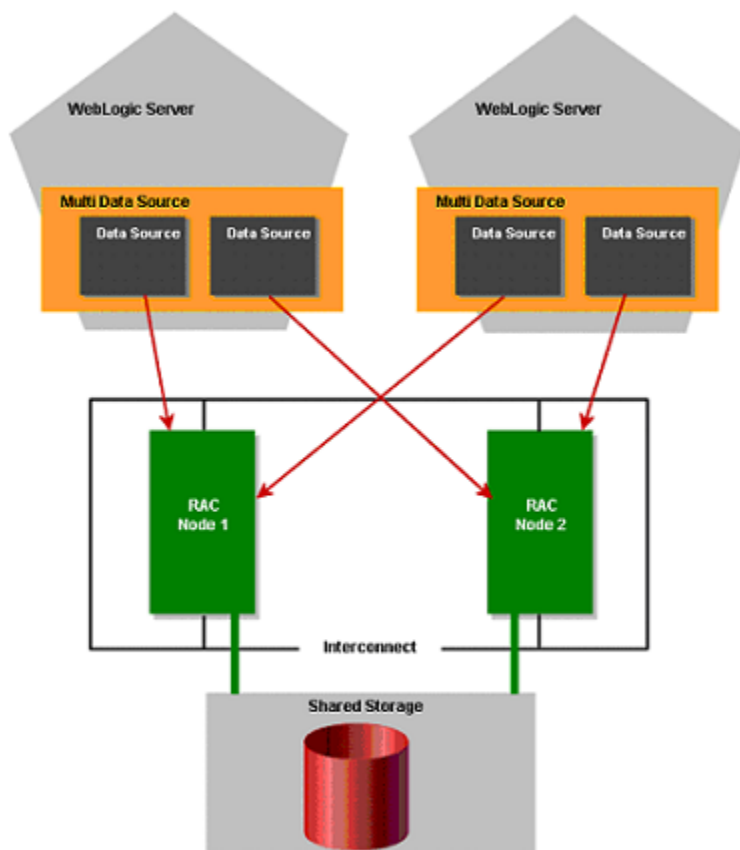 WebLogic Server
WebLogic Server
Multi Data Source
Multi Data Source
Data Source
Data Source
Data Source
Data Source
RAC
Node 1
RAC
Node 2
Interconnect
Shared Storage